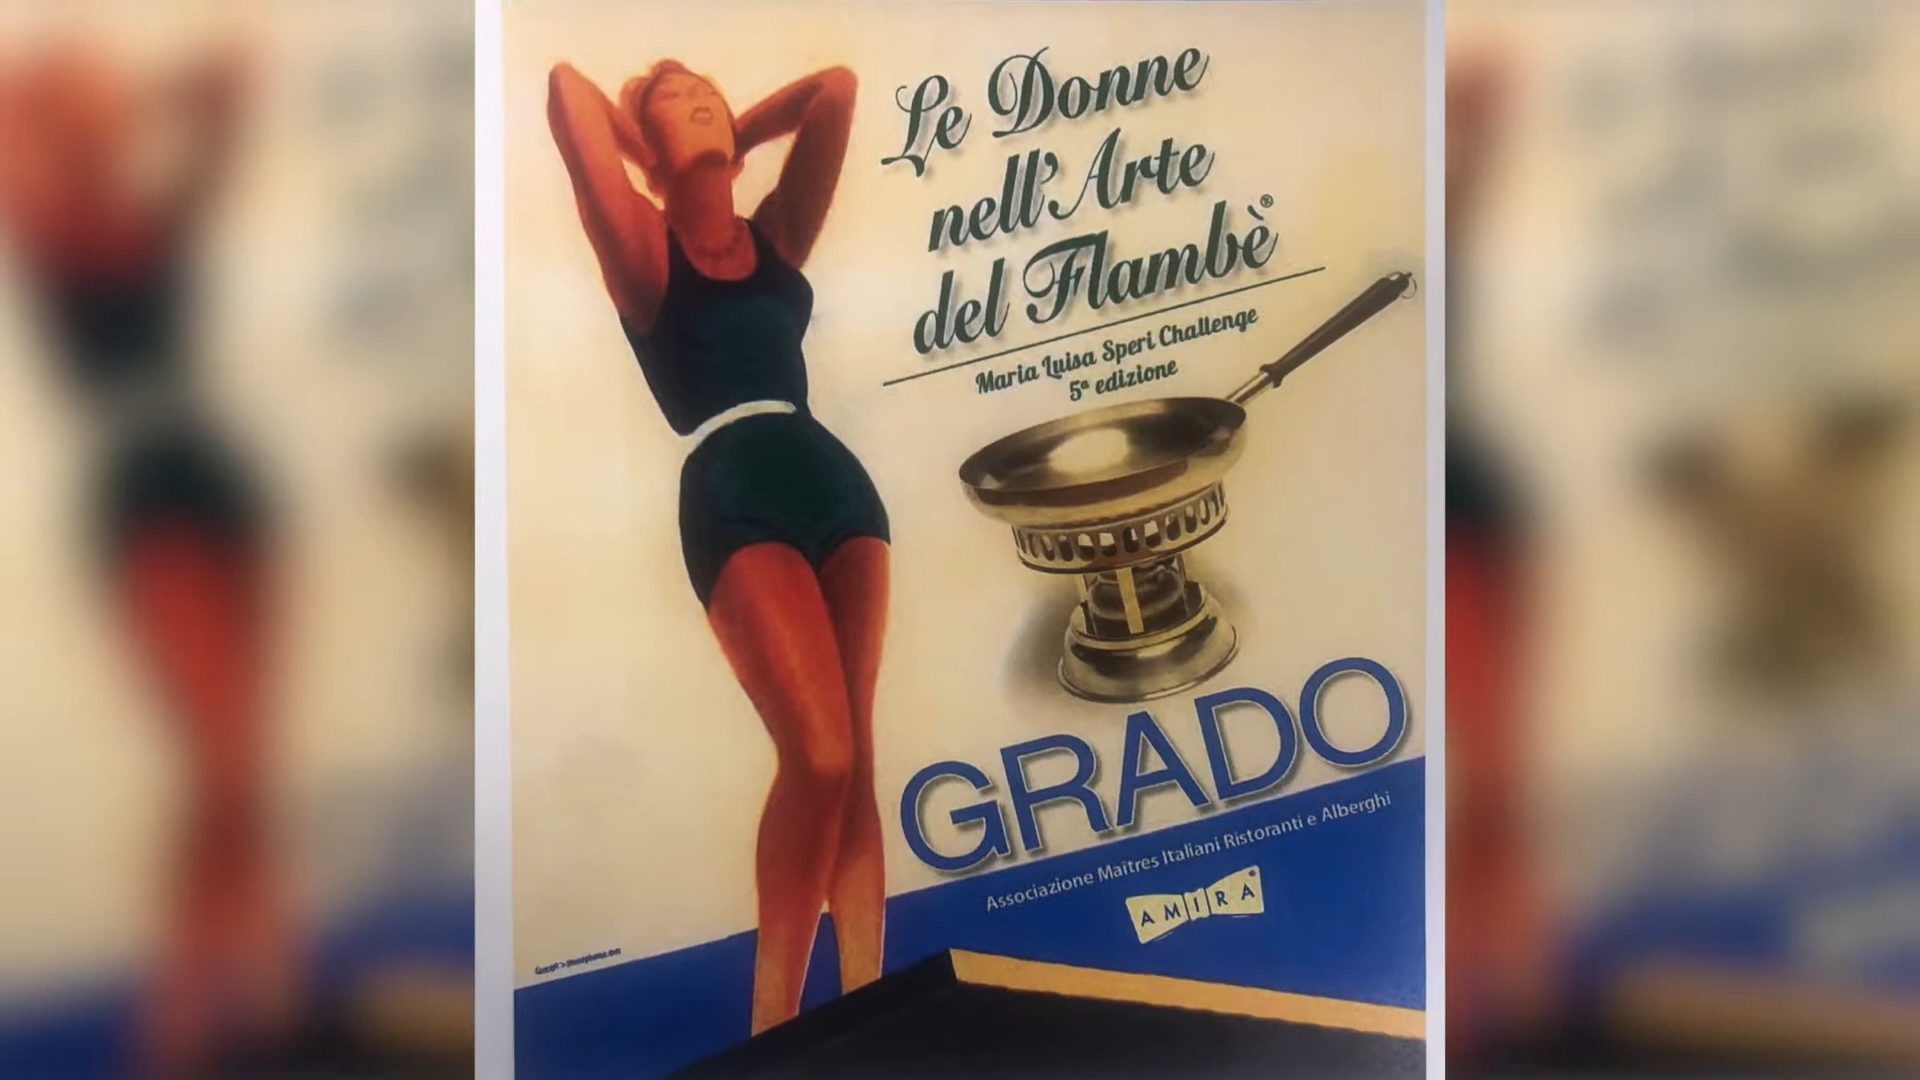 Le Donne
nell'Arte
del Flambè®
Maria Luisa Speri Challenge
5ª edizione
GRADO
Associazione Maîtres Italiani Ristoranti e Alberghi
AMIRA